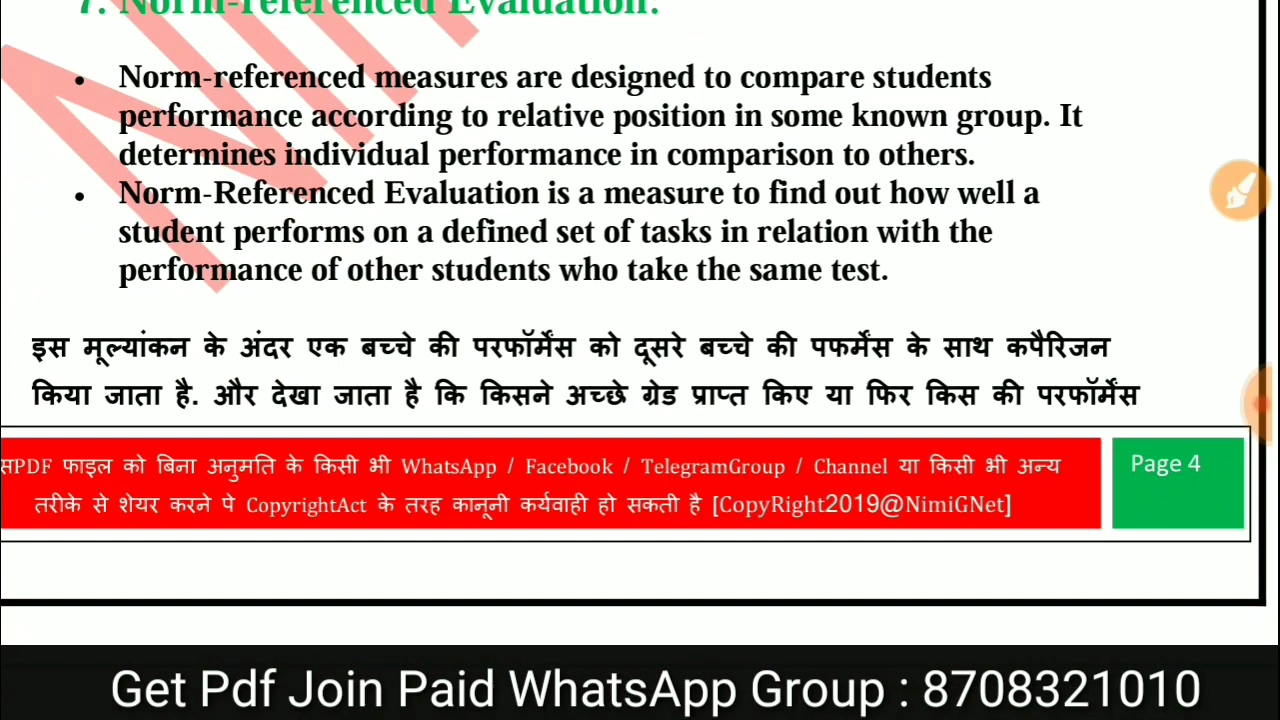 7. Norm-referenced Evaluation:
Norm-referenced measures are designed to compare students
performance according to relative position in some known group. It
determines individual performance in comparison to others.
Norm-Referenced Evaluation is a measure to find out how well a
student performs on a defined set of tasks in relation with the
performance of other students who take the same test.
इस मूल्यांकन के अंदर एक बच्चे की परफॉर्मेंस को दूसरे बच्चे की पफर्मेंस के साथ कपैरिजन
किया जाता है. और देखा जाता है कि किसने अच्छे ग्रेड प्राप्त किए या फिर किस की परफॉर्मेंस
सPDF फाइल को बिना अनुमति के किसी भी WhatsApp / Facebook / TelegramGroup / Channel या किसी भी अन्य
तरीके से शेयर करने पे CopyrightAct के तरह कानूनी कर्यवाही हो सकती है [CopyRight2019@NimiGNet]
Page 4
Get Pdf Join Paid WhatsApp Group : 8708321010